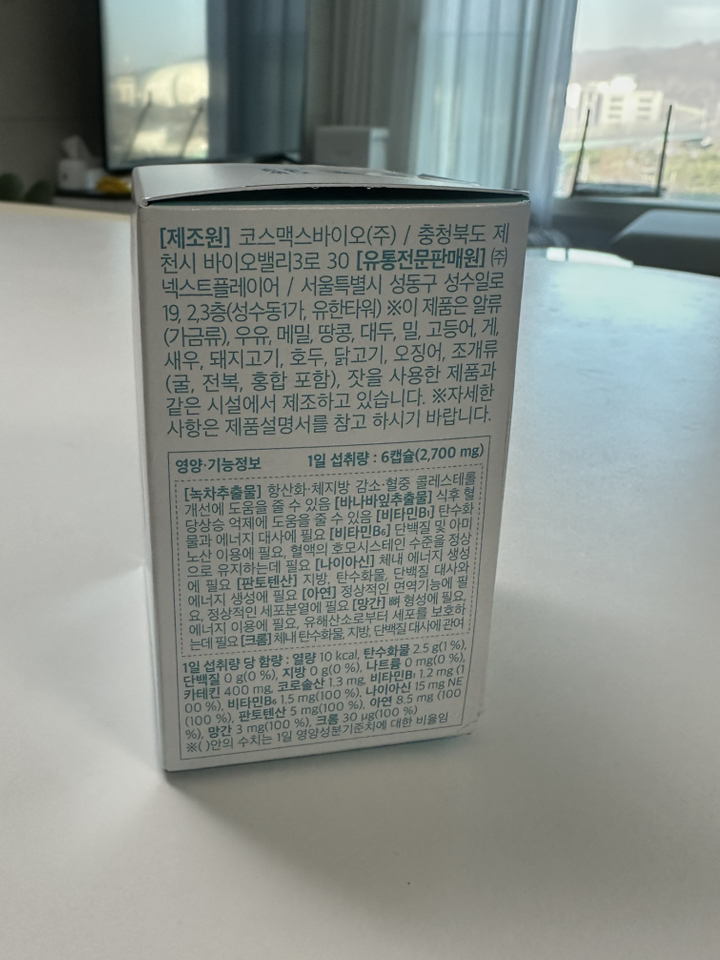 [제조원] 코스맥스바이오(주) / 충청북도 제
천시 바이오밸리3로 30 [유통전문판매원] ㈜
넥스트플레이어 / 서울특별시 성동구 성수일로
19, 2,3층(성수동1가, 유한타워) ※이 제품은 알류
(가금류), 우유, 메밀, 땅콩, 대두, 밀, 고등어, 게,
새우, 돼지고기, 호두, 닭고기, 오징어, 조개류
(굴, 전복, 홍합 포함), 잣을 사용한 제품과
같은 시설에서 제조하고 있습니다. ※자세한
사항은 제품설명서를 참고 하시기 바랍니다.
영양·기능정보 1일 섭취량 : 6캡슐(2,700 mg)
[녹차추출물] 항산화·체지방 감소·혈중 콜레스테롤
개선에 도움을 줄 수 있음 [바나바잎추출물] 식후 혈
당상승 억제에 도움을 줄 수 있음 [비타민B₁] 탄수화
물과 에너지 대사에 필요 [비타민B₆] 단백질 및 아미
노산 이용에 필요, 혈액의 호모시스테인 수준을 정상
으로 유지하는데 필요 [나이아신] 체내 에너지 생성
에 필요 [판토텐산] 지방, 탄수화물, 단백질 대사와
에너지 생성에 필요 [아연] 정상적인 면역기능에 필
요, 정상적인 세포분열에 필요 [망간] 뼈 형성에 필요,
에너지 이용에 필요, 유해산소로부터 세포를 보호하
는데 필요 [크롬] 체내 탄수화물, 지방, 단백질 대사에 관여
1일 섭취량 당 함량 : 열량 10 kcal, 탄수화물 2.5 g(1 %),
단백질 0 g(0 %), 지방 0 g(0 %), 나트륨 0 mg(0 %),
카테킨 400 mg, 코로솔산 1.3 mg, 비타민B₁ 1.2 mg (1
00 %), 비타민B₆ 1.5 mg(100 %), 나이아신 15 mg NE
(100 %), 판토텐산 5 mg(100 %), 아연 8.5 mg (100
%), 망간 3 mg(100 %), 크롬 30 μg(100 %)
※( )안의 수치는 1일 영양성분기준치에 대한 비율임